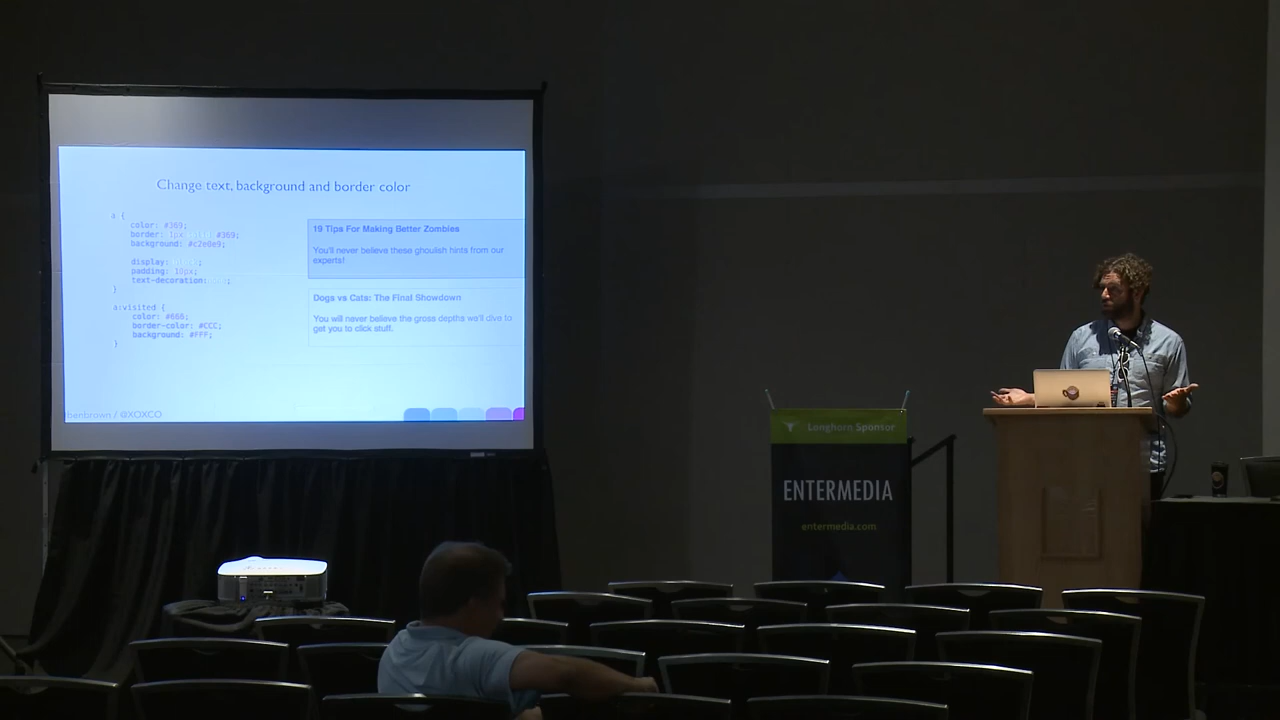 Change text, background and border color
a {
color: #369;
border: 1px solid #369;
background: #c2e0e9;
display:
padding: 10px;
text-decoration:
}
a:visited {
color: #666;
border-color: #CCC;
background: #FFF;
}
19 Tips For Making Better Zombies
You'll never believe these ghoulish hints from our
experts!
Dogs vs Cats: The Final Showdown
You will never believe the gross depths we'll dive to
get you to click stuff.
benbrown / @XOXCO
Longhorn Sponsor
ENTERMEDIA
entermedia.com